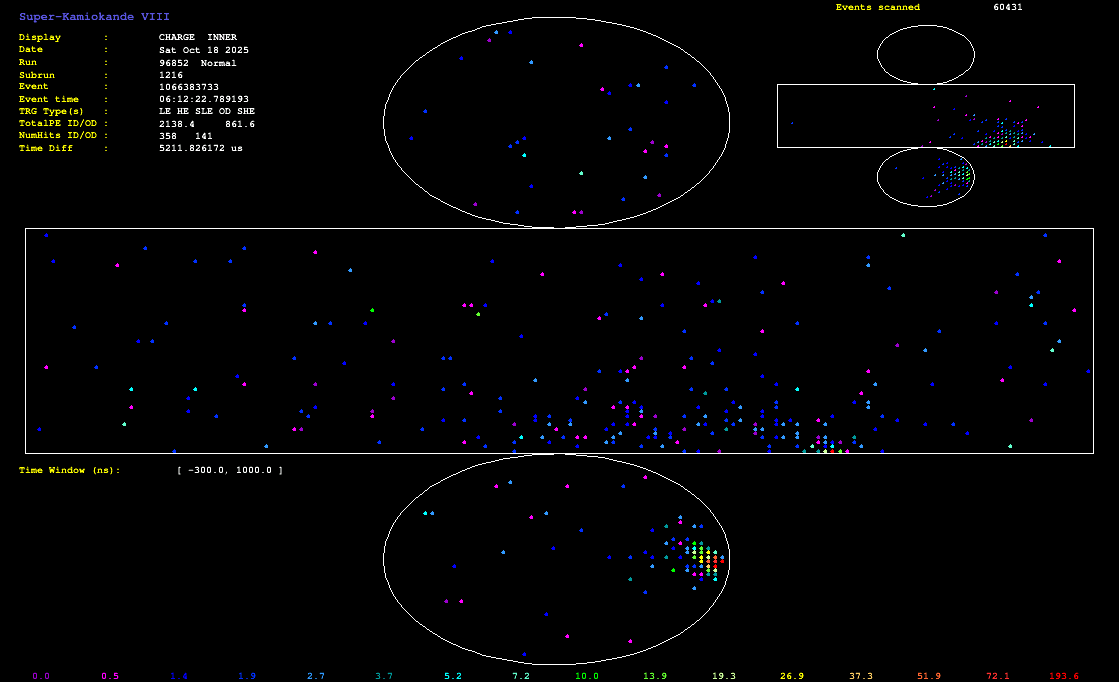 Super-Kamiokande VIII
Events scanned 60431
Display : CHARGE INNER
Date : Sat Oct 18 2025
Run : 96852 Normal
Subrun : 1216
Event : 1066383733
Event time : 06:12:22.789193
TRG Type(s) : LE HE SLE OD SHE
TotalPE ID/OD : 2138.4 861.6
NumHits ID/OD : 358 141
Time Diff : 5211.826172 us
Time Window (ns): [ -300.0, 1000.0 ]
0.0 0.5 1.4 1.9 2.7 3.7 5.2 7.2 10.0 13.9 19.3 26.9 37.3 51.9 72.1 193.6